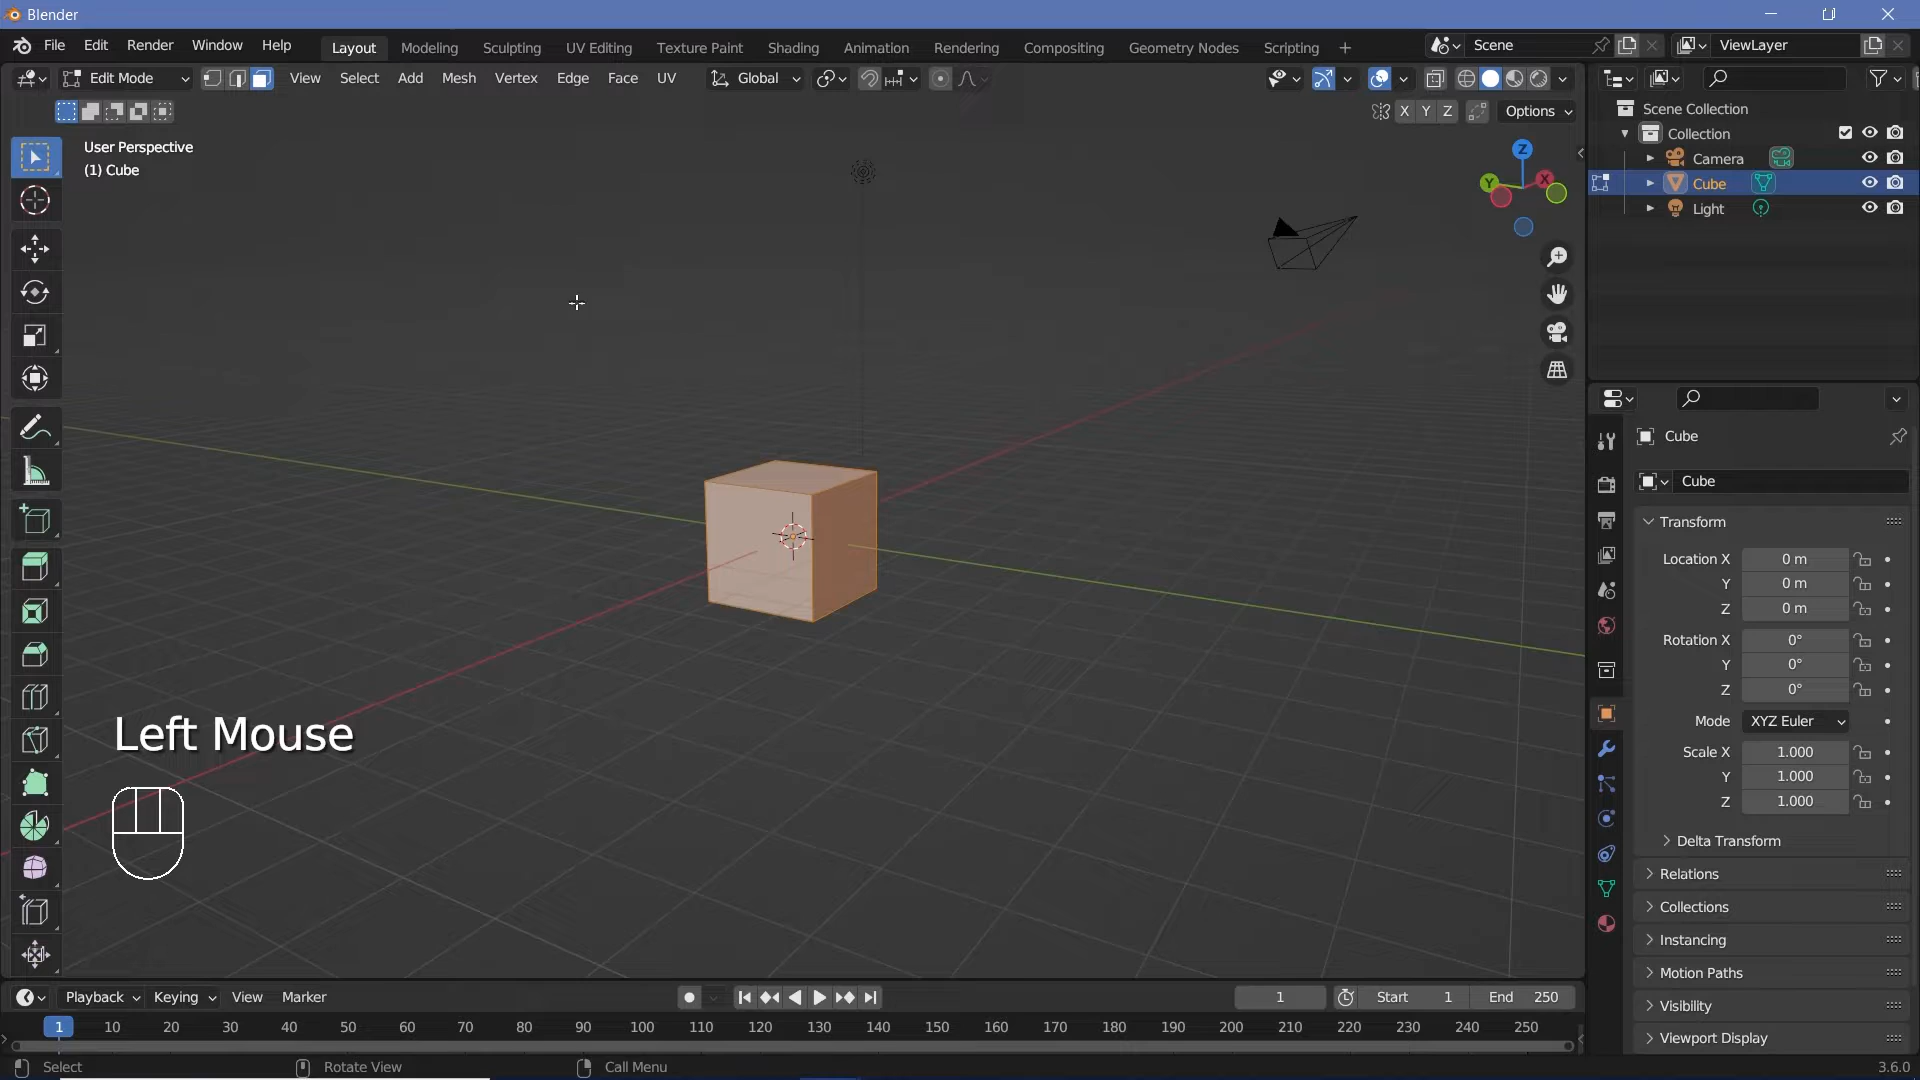 Blender
File Edit Render Window Help Layout Modeling Sculpting UV Editing Texture Paint Shading Animation Rendering Compositing Geometry Nodes Scripting + Scene ViewLayer
Edit Mode View Select Add Mesh Vertex Edge Face UV Global
X Y Z Options
User Perspective
(1) Cube
Z
Y X
Scene Collection
Collection
Camera
Cube
Light
Cube
Cube
Transform
Location X 0 m
Y 0 m
Z 0 m
Rotation X 0°
Y 0°
Z 0°
Mode XYZ Euler
Scale X 1.000
Y 1.000
Z 1.000
Delta Transform
Relations
Collections
Instancing
Motion Paths
Visibility
Viewport Display
Left Mouse
Playback Keying View Marker 1 Start 1 End 250
1 10 20 30 40 50 60 70 80 90 100 110 120 130 140 150 160 170 180 190 200 210 220 230 240 250
Select Rotate View Call Menu 3.6.0